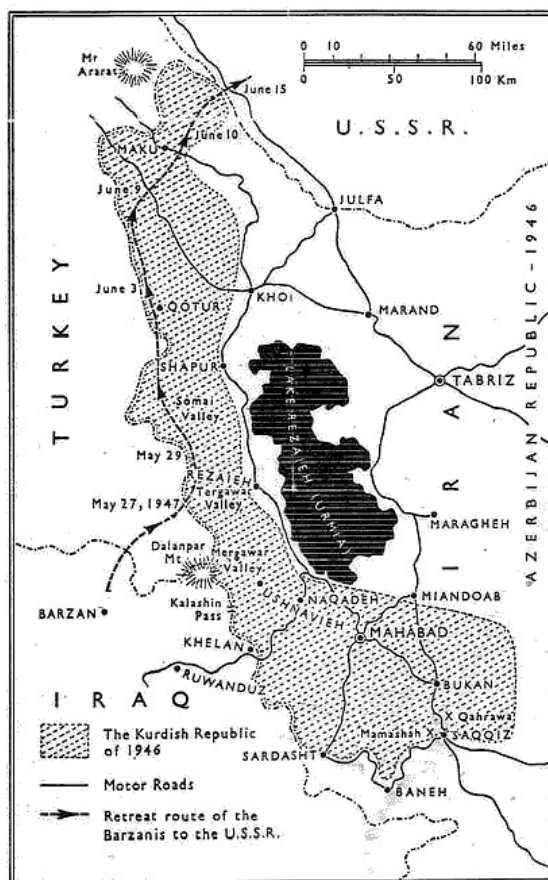 0 10 60 Miles
50 100 Km
Mr
Ararat
June 15
U.S.S.R.
June 10
MAKU
June 9
JULFA
TURKEY
June 3
KHOI
QOTUR
MARAND
AZERBIJAN REPUBLIC-1946
SHAPUR
TABRIZ
IRAN
LAKE REZAIEH (URMIA)
Somai
Valley
May 29
REZAIEH
Tergawat
Valley
May 27, 1947
MARAGHEH
Dalanpar
Mt
Mergawar
Valley
BARZAN
Kalashin
Pass
USHNAVIEH
NAQADEH
MIANDOAB
MAHABAD
KHELAN
RUWANDUZ
BUKAN
IRAQ
X Qahrawa
Mamashah X
SAQQIZ
SARDASHT
BANEH
The Kurdish Republic
of 1946
Motor Roads
Retreat route of the
Barzanis to the U.S.S.R.